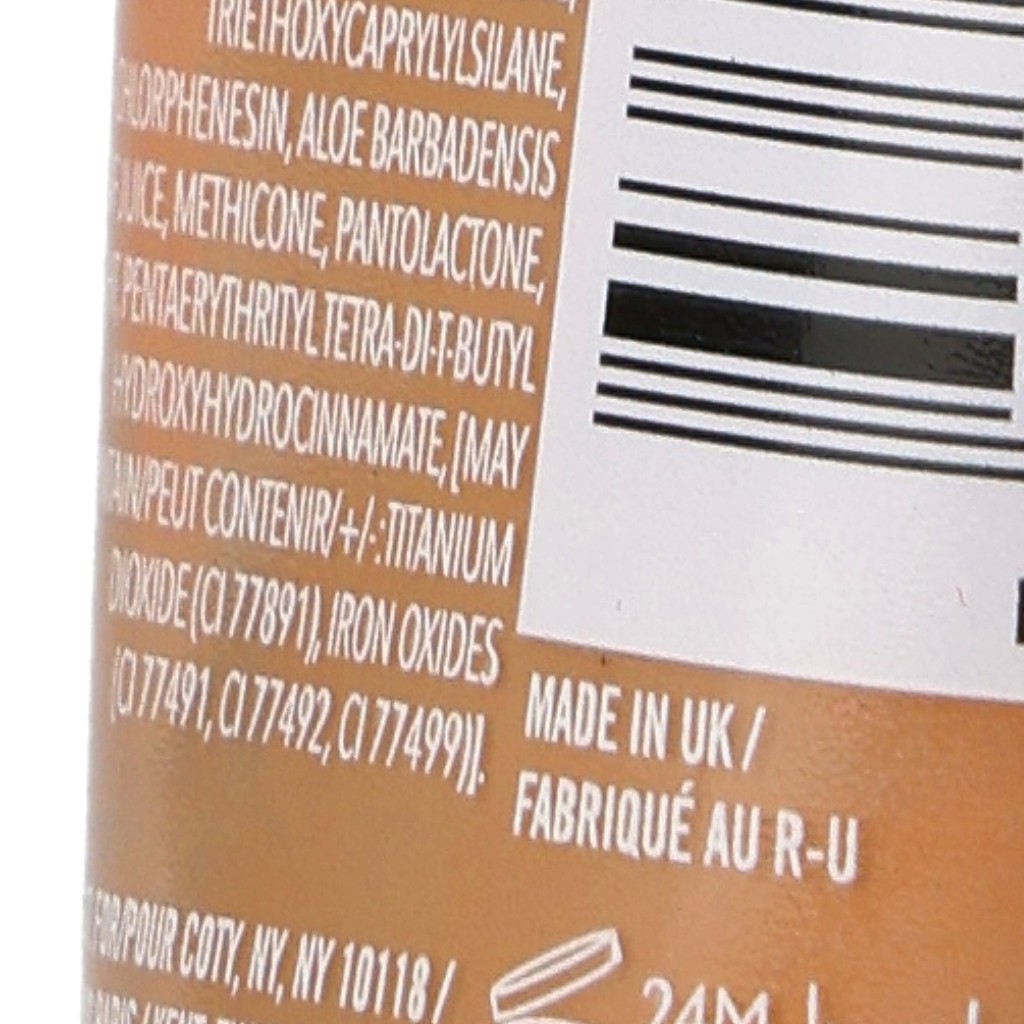 TRIETHOXYCAPRYLYLSILANE,
CHLORPHENESIN, ALOE BARBADENSIS
JUICE, METHICONE, PANTOLACTONE,
PENTAERYTHRITYL TETRA-DI-T-BUTYL
HYDROXYHYDROCINNAMATE, [MAY
TAIN/PEUT CONTENIR/+/-: TITANIUM
DIOXIDE (CI 77891), IRON OXIDES
(CI 77491, CI 77492, CI 77499)].
MADE IN UK /
FABRIQUÉ AU R-U
FOR/POUR COTY, NY, NY 10118 /
24M